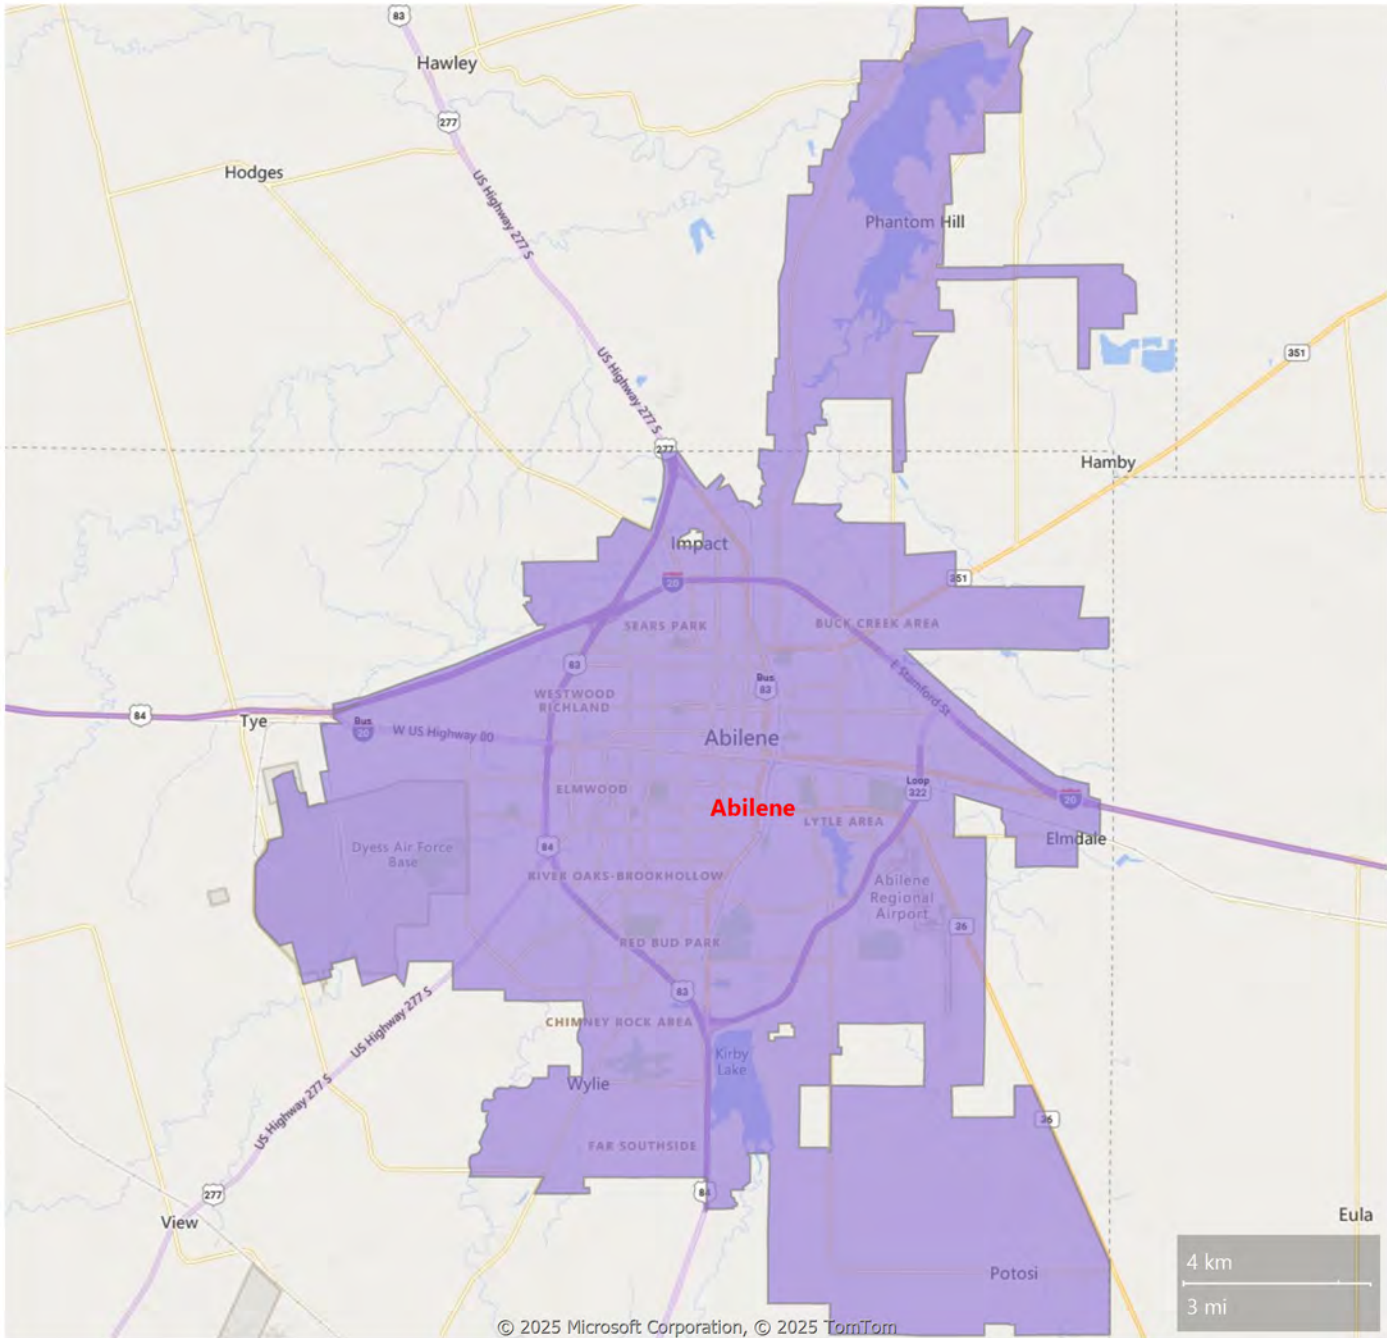 83
Hawley
277
Hodges
US Highway 277 S
Phantom Hill
351
US Highway 277 S
277
Hamby
Impact
20
351
SEARS PARK
BUCK CREEK AREA
83
E Stamford St
Bus
83
WESTWOOD
RICHLAND
84
Tye
Bus
20
W US Highway 80
Abilene
ELMWOOD
Loop
322
20
Abilene
LYTLE AREA
Elmdale
Dyess Air Force
Base
84
RIVER OAKS-BROOKHOLLOW
Abilene
Regional
Airport
36
RED BUD PARK
83
US Highway 277 S
CHIMNEY ROCK AREA
Kirby
Lake
Wylie
US Highway 277 S
36
FAR SOUTHSIDE
277
84
View
Eula
Potosi
4 km
3 mi
© 2025 Microsoft Corporation, © 2025 TomTom